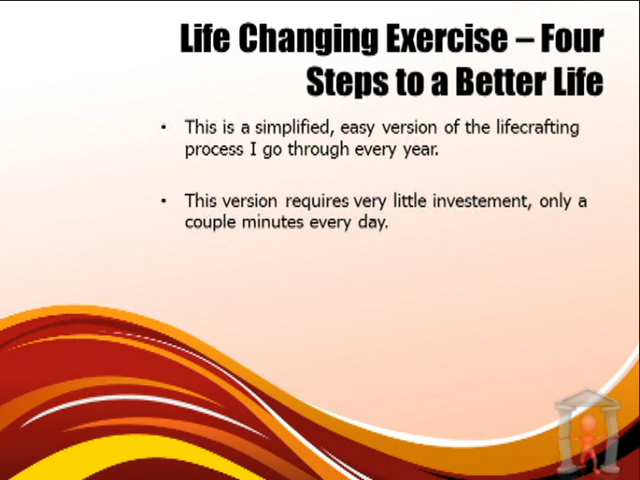 Life Changing Exercise – Four
Steps to a Better Life
• This is a simplified, easy version of the lifecrafting
process I go through every year.
• This version requires very little investement, only a
couple minutes every day.